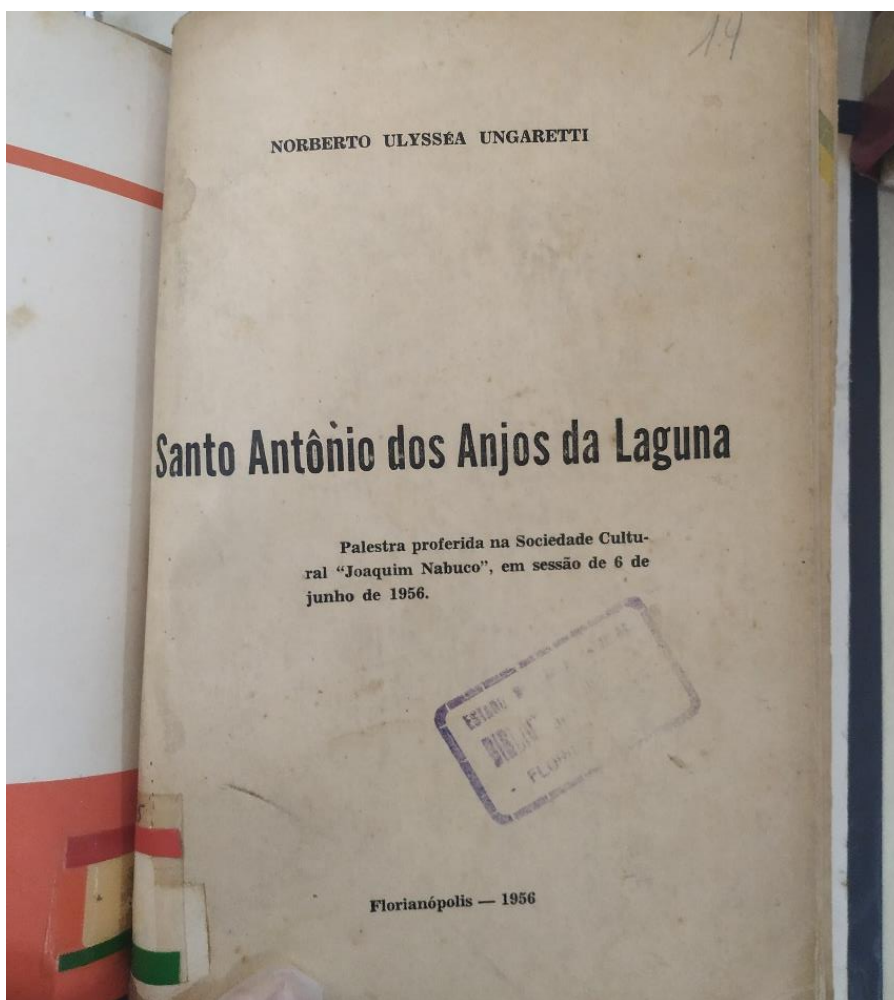 14
NORBERTO ULYSSÉA UNGARETTI
Santo Antônio dos Anjos da Laguna
Palestra proferida na Sociedade Cultu-
ral “Joaquim Nabuco”, em sessão de 6 de
junho de 1956.
ESTADO
Florianópolis — 1956